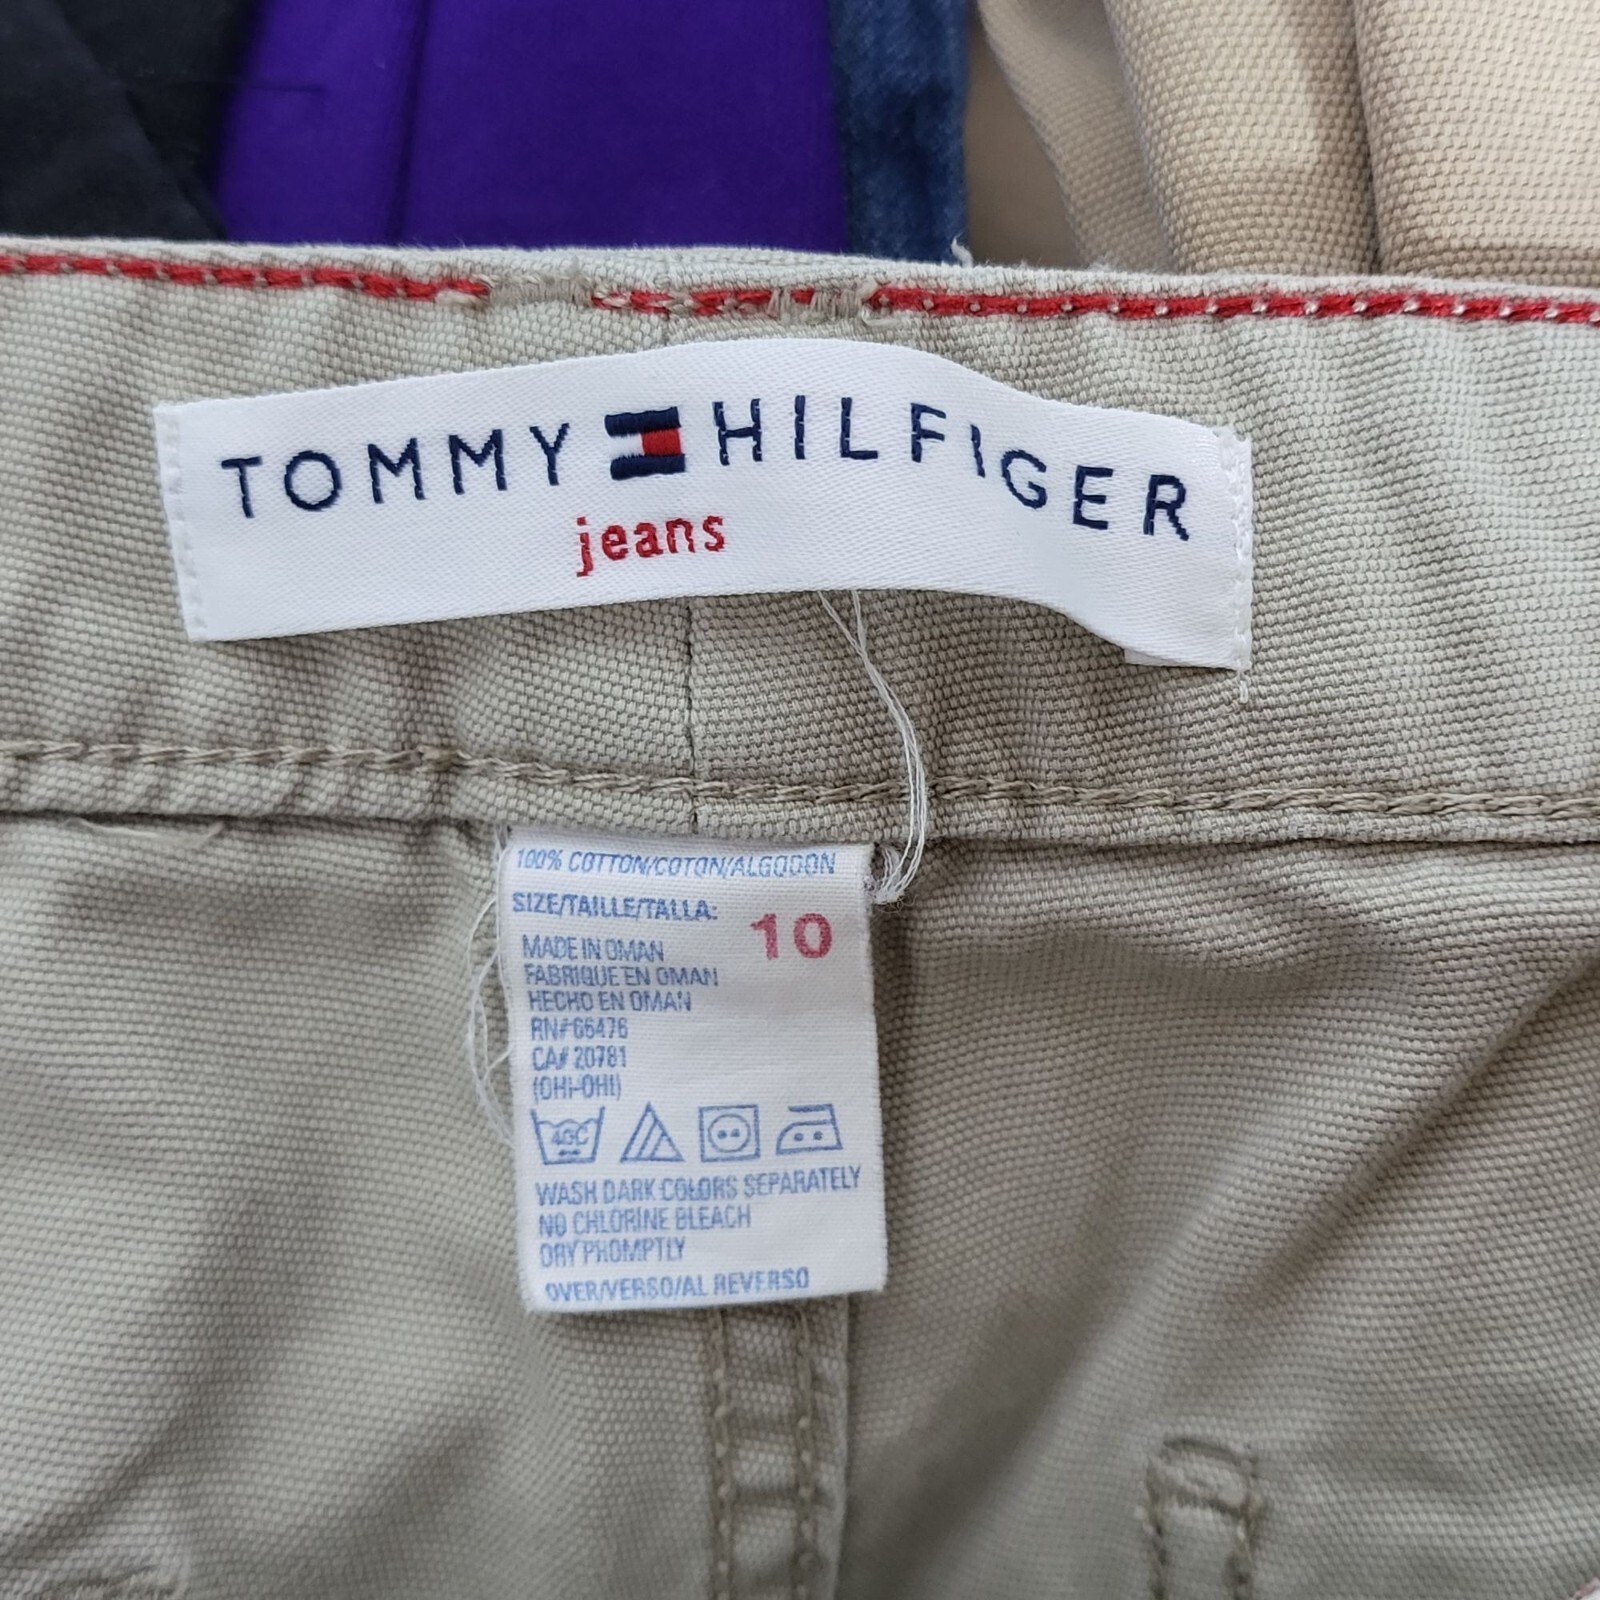 TOMMY HILFIGER
jeans
100% COTTON/COTON/ALGODON
SIZE/TAILLE/TALLA: 10
MADE IN OMAN
FABRIQUE EN OMAN
HECHO EN OMAN
RN# 66476
CA# 20781
(OHI-OHI)
40C
WASH DARK COLORS SEPARATELY
NO CHLORINE BLEACH
DRY PROMPTLY
OVER/VERSO/AL REVERSO